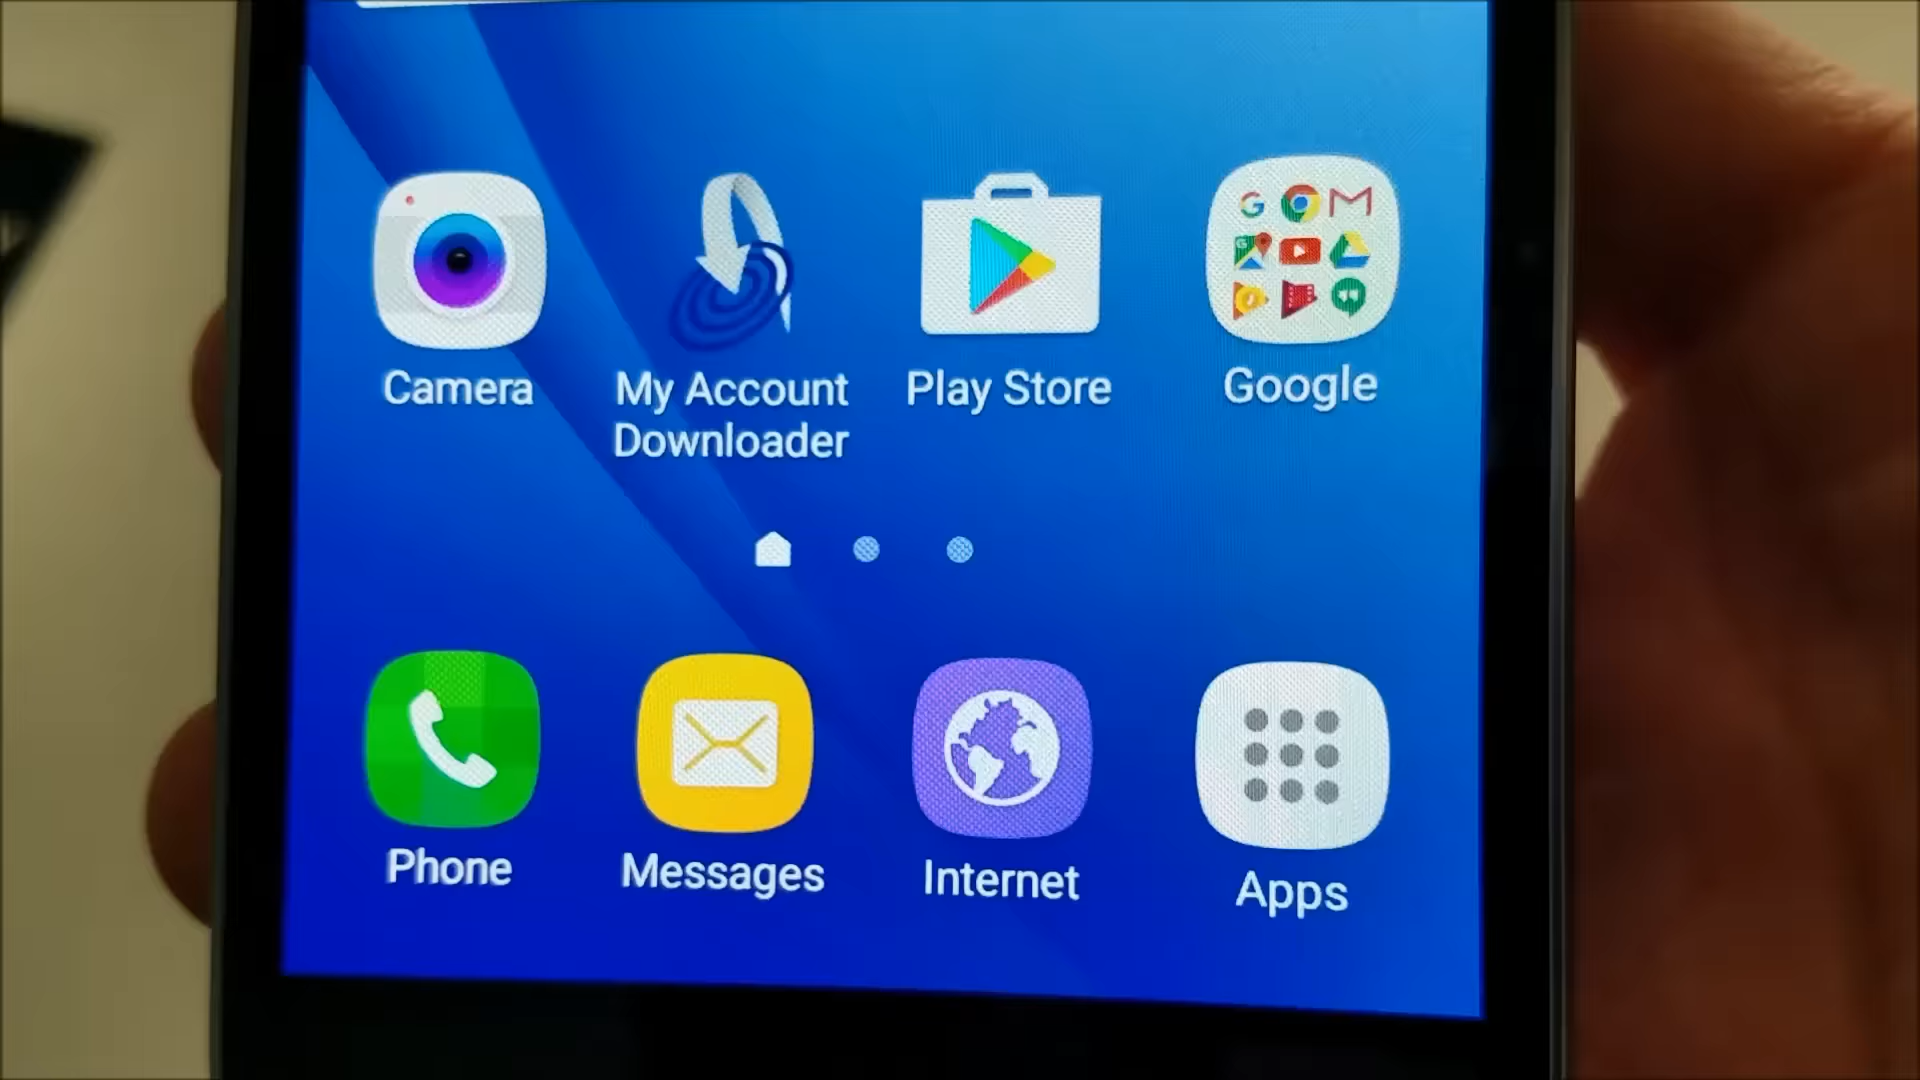 Camera
My Account
Downloader
Play Store
Google
Phone
Messages
Internet
Apps